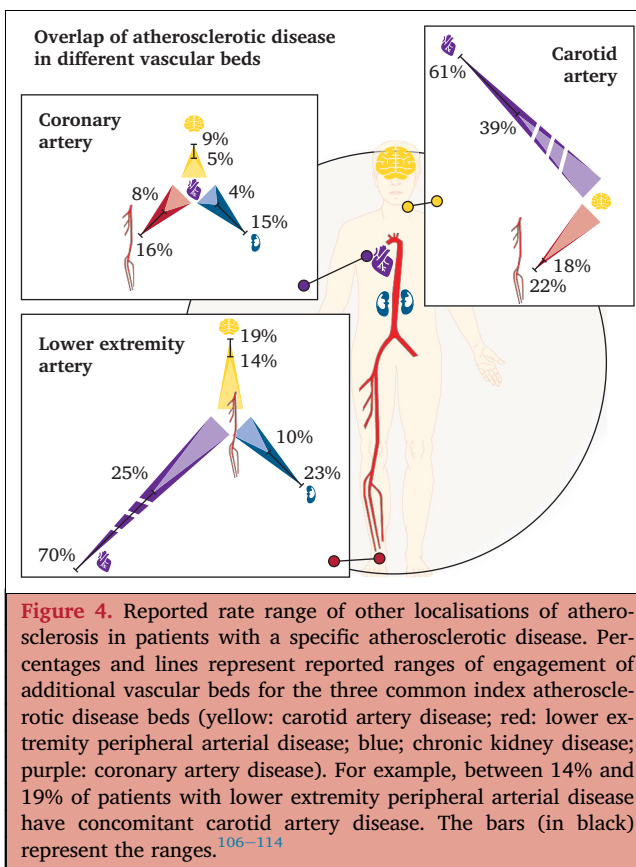 Overlap of atherosclerotic disease
in different vascular beds
Carotid
artery
61%
39%
18%
22%
Coronary
artery
9%
5%
8%
4%
15%
16%
Lower extremity
artery
19%
14%
10%
25%
23%
70%
Figure 4. Reported rate range of other localisations of athero-
sclerosis in patients with a specific atherosclerotic disease. Per-
centages and lines represent reported ranges of engagement of
additional vascular beds for the three common index atheroscle-
rotic disease beds (yellow: carotid artery disease; red: lower ex-
tremity peripheral arterial disease; blue; chronic kidney disease;
purple: coronary artery disease). For example, between 14% and
19% of patients with lower extremity peripheral arterial disease
have concomitant carotid artery disease. The bars (in black)
represent the ranges.106–114